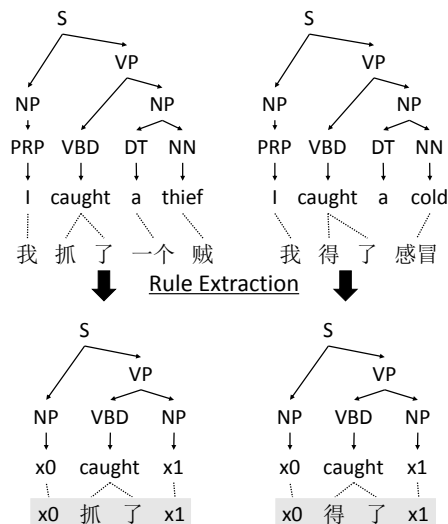 S S
VP VP
NP NP NP NP
PRP VBD DT NN PRP VBD DT NN
I caught a thief I caught a cold
我 抓 了 一个 贼 我 得 了 感冒
Rule Extraction
S S
VP VP
NP VBD NP NP VBD NP
x0 caught x1 x0 caught x1
x0 抓 了 x1 x0 得 了 x1